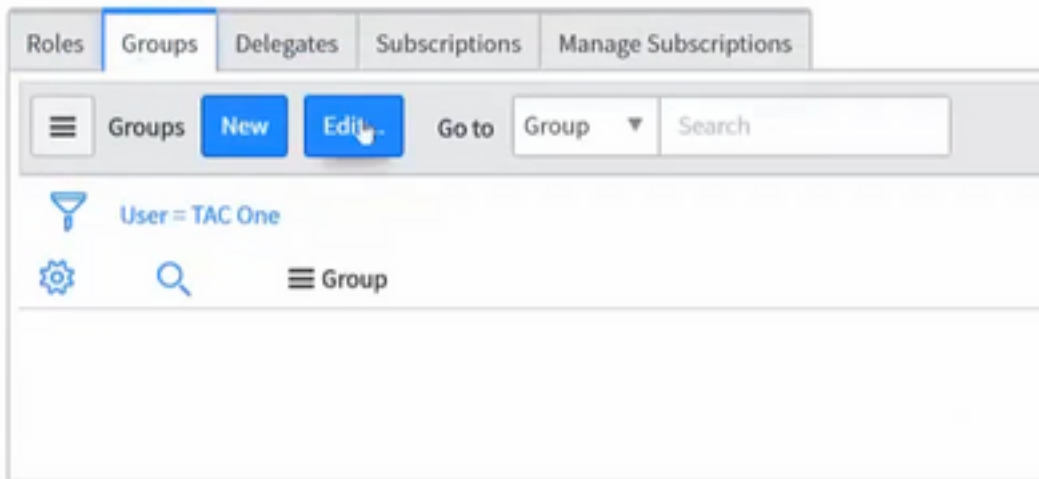 Roles Groups Delegates Subscriptions Manage Subscriptions
Groups New Edit... Go to Group Search
User = TAC One
Group